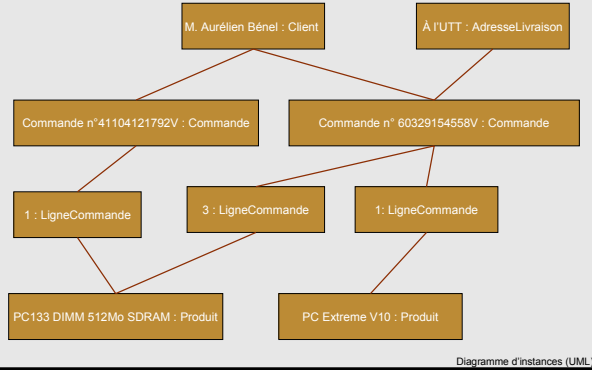 M. Aurélien Bénel : Client
À l'UTT : AdresseLivraison
Commande n°41104121792V : Commande
Commande n° 60329154558V : Commande
1 : LigneCommande
3 : LigneCommande
1: LigneCommande
PC133 DIMM 512Mo SDRAM : Produit
PC Extreme V10 : Produit
Diagramme d'instances (UML)